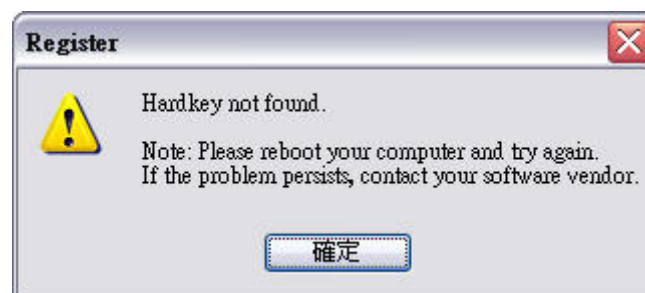 Register
Hardkey not found.
Note: Please reboot your computer and try again.
If the problem persists, contact your software vendor.
確定